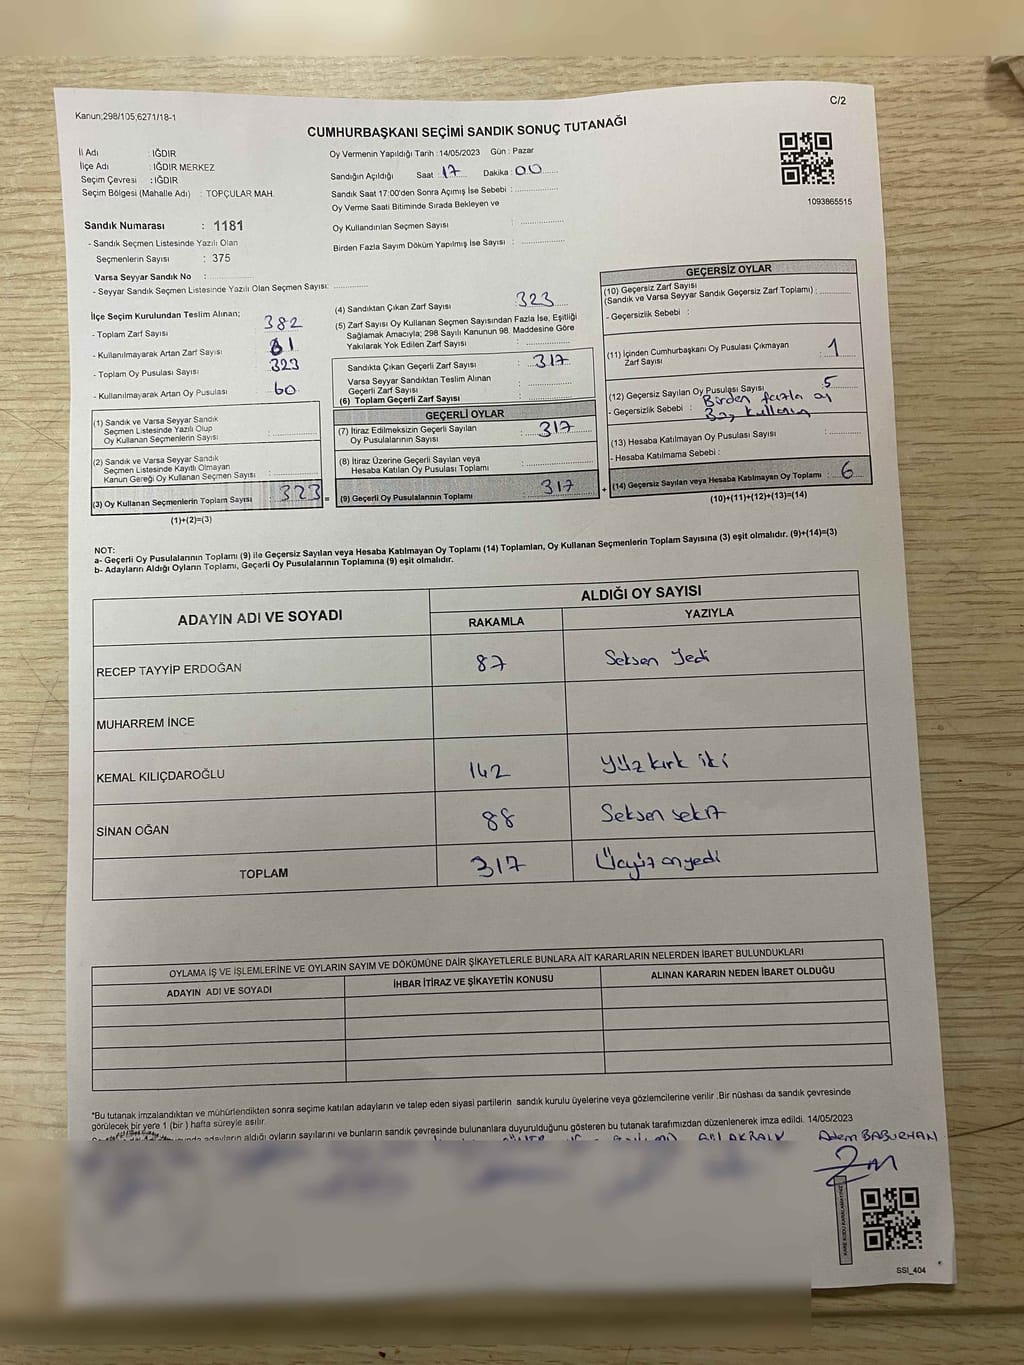 Kanun;298/105;6271/18-1
C/2
CUMHURBAŞKANI SEÇİMİ SANDIK SONUÇ TUTANAĞI
İl Adı : IĞDIR
İlçe Adı : IĞDIR MERKEZ
Seçim Çevresi : IĞDIR
Seçim Bölgesi (Mahalle Adı) : TOPÇULAR MAH.
Oy Vermenin Yapıldığı Tarih : 14/05/2023 Gün : Pazar
Sandığın Açıldığı Saat : 17 Dakika : 00
Sandık Saat 17:00'den Sonra Açımış İse Sebebi :
Oy Verme Saati Bitiminde Sırada Bekleyen ve
Oy Kullandırılan Seçmen Sayısı :
Birden Fazla Sayım Döküm Yapılmış İse Sayısı :
1093865515
Sandık Numarası : 1181
- Sandık Seçmen Listesinde Yazılı Olan
Seçmenlerin Sayısı : 375
Varsa Seyyar Sandık No :
- Seyyar Sandık Seçmen Listesinde Yazılı Olan Seçmen Sayısı:
İlçe Seçim Kurulundan Teslim Alınan;
- Toplam Zarf Sayısı : 382
- Kullanılmayarak Artan Zarf Sayısı : 61
- Toplam Oy Pusulası Sayısı : 323
- Kullanılmayarak Artan Oy Pusulası : 60
(1) Sandık ve Varsa Seyyar Sandık
Seçmen Listesinde Yazılı Olup
Oy Kullanan Seçmenlerin Sayısı :
(2) Sandık ve Varsa Seyyar Sandık
Seçmen Listesinde Kayıtlı Olmayan
Kanun Gereği Oy Kullanan Seçmen Sayısı :
(3) Oy Kullanan Seçmenlerin Toplam Sayısı : 323 =
(1)+(2)=(3)
(4) Sandıktan Çıkan Zarf Sayısı : 323
(5) Zarf Sayısı Oy Kullanan Seçmen Sayısından Fazla İse, Eşitliği
Sağlamak Amacıyla; 298 Sayılı Kanunun 98. Maddesine Göre
Yakılarak Yok Edilen Zarf Sayısı :
Sandıkta Çıkan Geçerli Zarf Sayısı : 317
Varsa Seyyar Sandıktan Teslim Alınan
Geçerli Zarf Sayısı :
(6) Toplam Geçerli Zarf Sayısı :
GEÇERLİ OYLAR
(7) İtiraz Edilmeksizin Geçerli Sayılan
Oy Pusulalarının Sayısı : 317
(8) İtiraz Üzerine Geçerli Sayılan veya
Hesaba Katılan Oy Pusulası Toplamı :
(9) Geçerli Oy Pusulalarının Toplamı : 317 +
GEÇERSİZ OYLAR
(10) Geçersiz Zarf Sayısı
(Sandık ve Varsa Seyyar Sandık Geçersiz Zarf Toplamı) :
- Geçersizlik Sebebi :
(11) İçinden Cumhurbaşkanı Oy Pusulası Çıkmayan
Zarf Sayısı : 1
(12) Geçersiz Sayılan Oy Pusulası Sayısı : 5
- Geçersizlik Sebebi : Birden fazla oy
(13) Hesaba Katılmayan Oy Pusulası Sayısı :
- Hesaba Katılmama Sebebi :
(14) Geçersiz Sayılan veya Hesaba Katılmayan Oy Toplamı : 6
(10)+(11)+(12)+(13)=(14)
NOT:
a- Geçerli Oy Pusulalarının Toplamı (9) ile Geçersiz Sayılan veya Hesaba Katılmayan Oy Toplamı (14) Toplamları, Oy Kullanan Seçmenlerin Toplam Sayısına (3) eşit olmalıdır. (9)+(14)=(3)
b- Adayların Aldığı Oyların Toplamı, Geçerli Oy Pusulalarının Toplamına (9) eşit olmalıdır.
ADAYIN ADI VE SOYADI
ALDIĞI OY SAYISI
RAKAMLA YAZIYLA
RECEP TAYYİP ERDOĞAN 87 Seksen Yedi
MUHARREM İNCE
KEMAL KILIÇDAROĞLU 142 Yüz kırk iki
SİNAN OĞAN 88 Seksen sekiz
TOPLAM 317 Üçyüz onyedi
OYLAMA İŞ VE İŞLEMLERİNE VE OYLARIN SAYIM VE DÖKÜMÜNE DAİR ŞİKAYETLERLE BUNLARA AİT KARARLARIN NELERDEN İBARET BULUNDUKLARI
ADAYIN ADI VE SOYADI İHBAR İTİRAZ VE ŞİKAYETİN KONUSU ALINAN KARARIN NEDEN İBARET OLDUĞU
*Bu tutanak imzalandıktan ve mühürlendikten sonra seçime katılan adayların ve talep eden siyasi partilerin sandık kurulu üyelerine veya gözlemcilerine verilir .Bir nüshası da sandık çevresinde
görülecek bir yere 1 (bir ) hafta süreyle asılır.
adayların aldığı oyların sayılarını ve bunların sandık çevresinde bulunanlara duyurulduğunu gösteren bu tutanak tarafımızdan düzenlenerek imza edildi. 14/05/2023
Adem BABURHAN
KARE KODU KARALAMAYINIZ
SSI_404